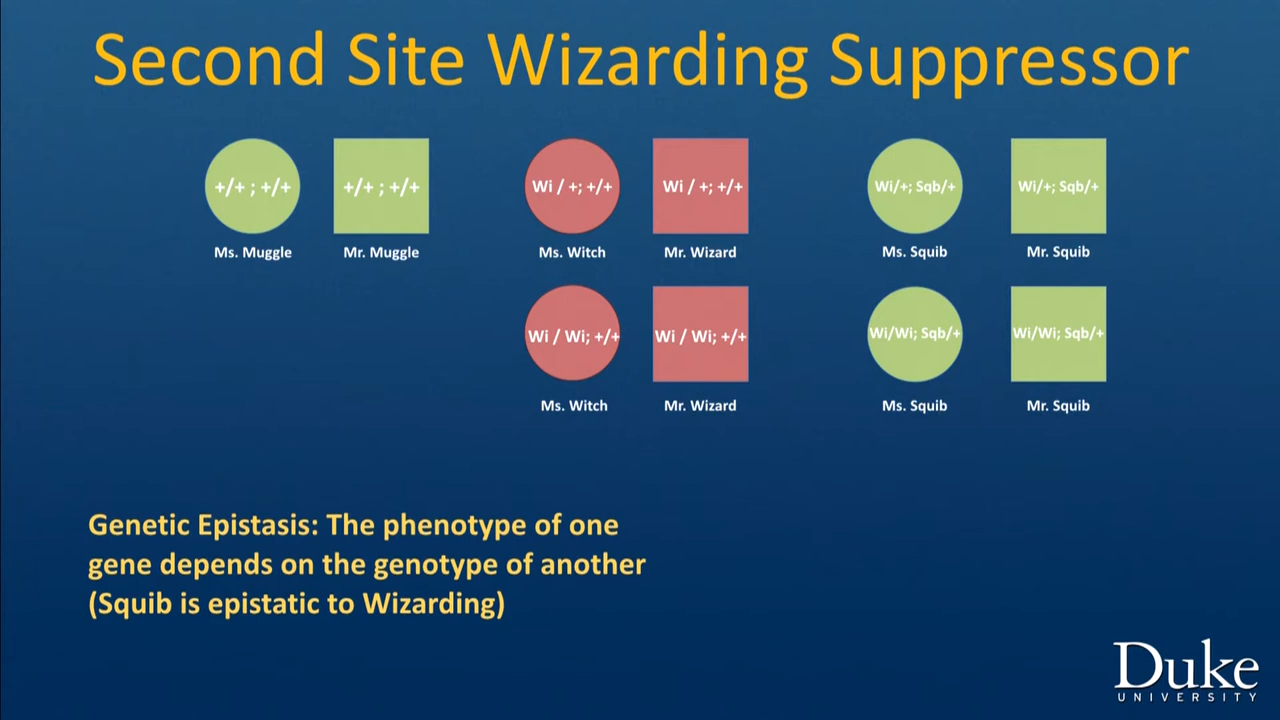 Second Site Wizarding Suppressor
+/+ ; +/+ +/+ ; +/+ Wi / +; +/+ Wi / +; +/+ Wi/+; Sqb/+ Wi/+; Sqb/+
Ms. Muggle Mr. Muggle Ms. Witch Mr. Wizard Ms. Squib Mr. Squib
Wi / Wi; +/+ Wi / Wi; +/+ Wi/Wi; Sqb/+ Wi/Wi; Sqb/+
Ms. Witch Mr. Wizard Ms. Squib Mr. Squib
Genetic Epistasis: The phenotype of one
gene depends on the genotype of another
(Squib is epistatic to Wizarding)
Duke
UNIVERSITY